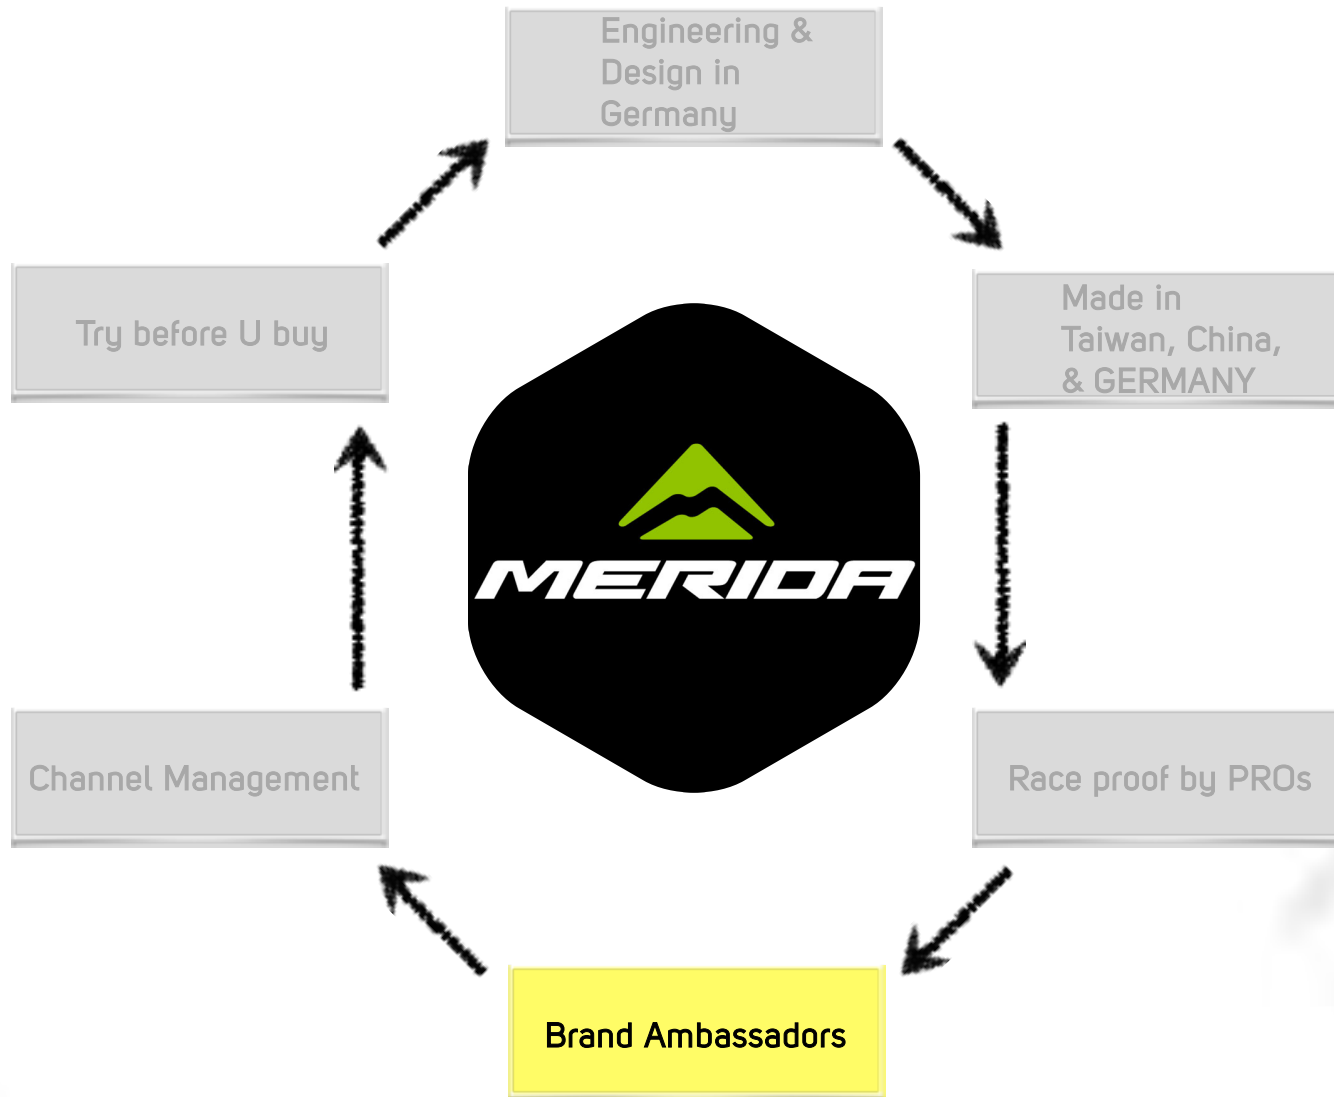 Engineering &
Design in
Germany
Try before U buy
Made in
Taiwan, China,
& GERMANY
MERIDA
Channel Management
Race proof by PROs
Brand Ambassadors